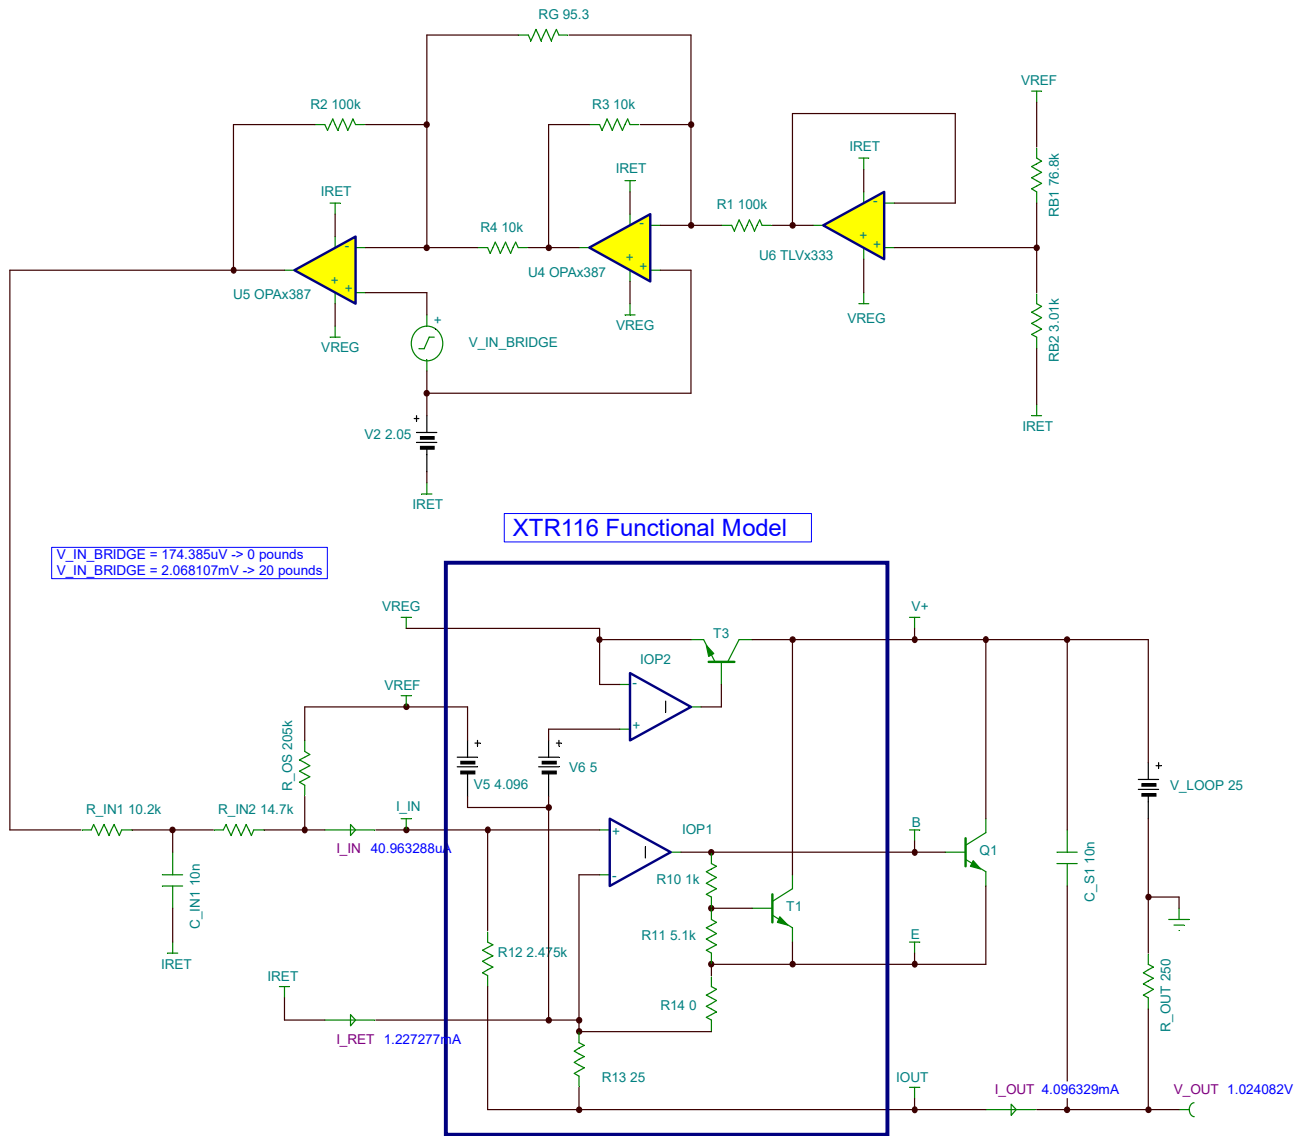 RG 95.3
VREF
R2 100k
R3 10k
RB1 76.8k
IRET
IRET
IRET
R1 100k
R4 10k
U6 TLVx333
U4 OPAx387
U5 OPAx387
VREG
VREG
VREG
V_IN_BRIDGE
RB2 3.01k
IRET
V2 2.05
IRET
XTR116 Functional Model
V_IN_BRIDGE = 174.385uV -> 0 pounds
V_IN_BRIDGE = 2.068107mV -> 20 pounds
VREG
V+
T3
IOP2
VREF
R_OS 205k
V5 4.096
V6 5
V_LOOP 25
R_IN1 10.2k
R_IN2 14.7k
I_IN
I_IN 40.963288uA
IOP1
B
Q1
C_IN1 10n
R10 1k
C_S1 10n
T1
R11 5.1k
E
R12 2.475k
IRET
IRET
R14 0
R_OUT 250
I_RET 1.227277mA
R13 25
IOUT
I_OUT 4.096329mA
V_OUT 1.024082V